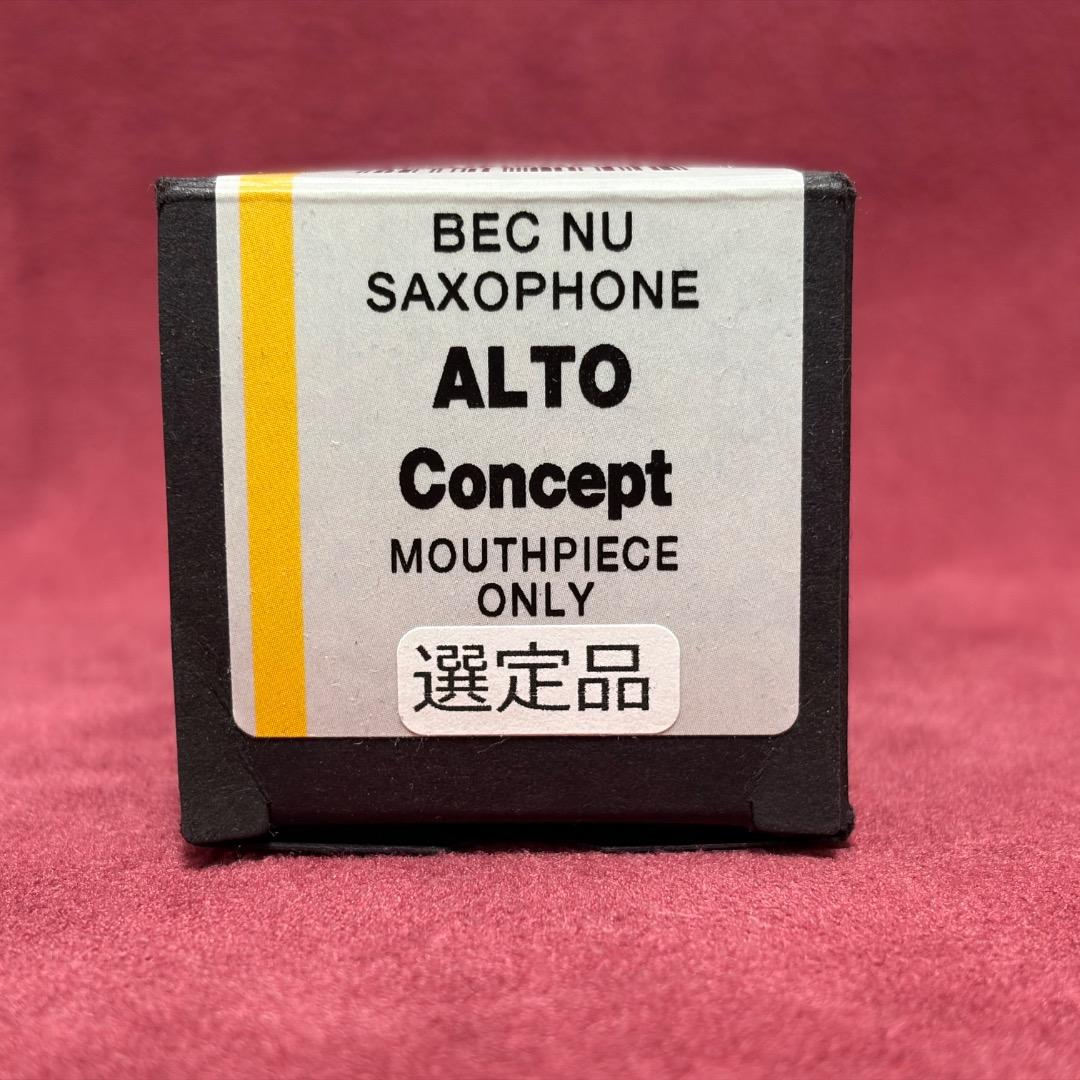 BEC NU
SAXOPHONE
ALTO
Concept
MOUTHPIECE
ONLY
選定品